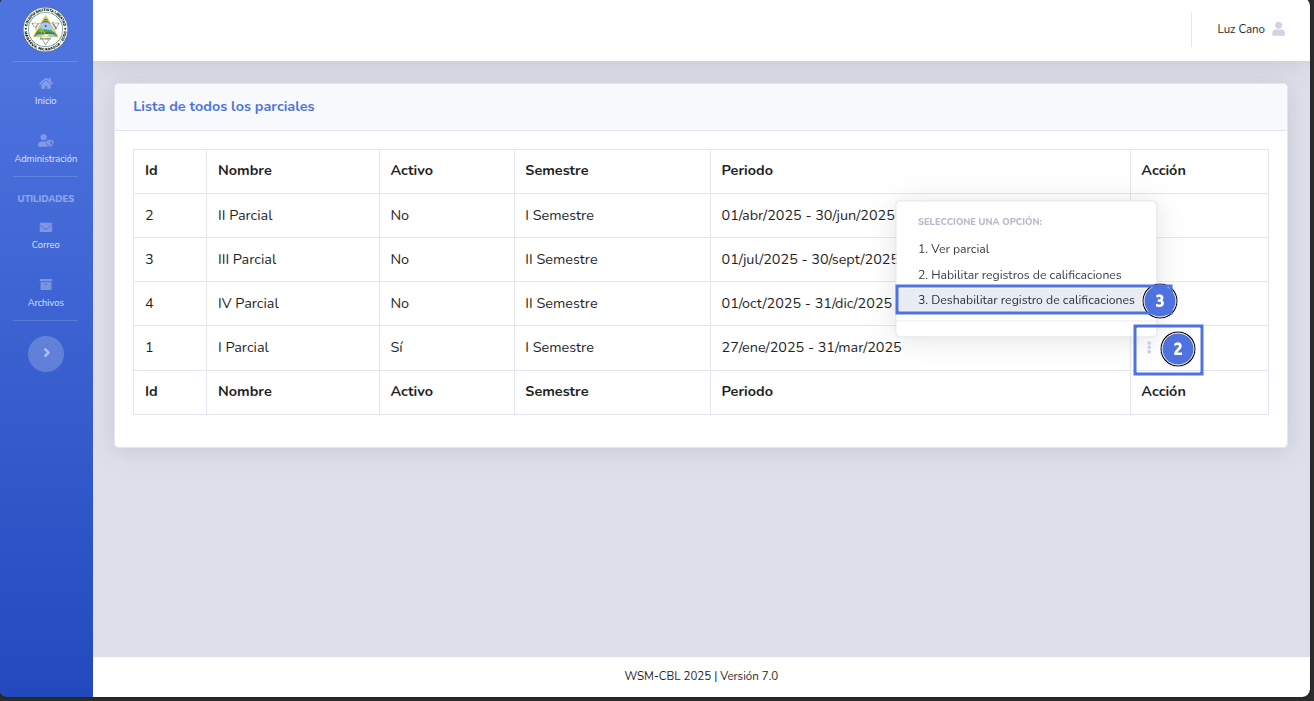 Luz Cano
Inicio
Administración
UTILIDADES
Correo
Archivos
Lista de todos los parciales
Id Nombre Activo Semestre Periodo Acción
2 II Parcial No I Semestre 01/abr/2025 - 30/jun/2025
3 III Parcial No II Semestre 01/jul/2025 - 30/sept/2025
4 IV Parcial No II Semestre 01/oct/2025 - 31/dic/2025
1 I Parcial Sí I Semestre 27/ene/2025 - 31/mar/2025
Id Nombre Activo Semestre Periodo Acción
SELECCIONE UNA OPCIÓN:
1. Ver parcial
2. Habilitar registros de calificaciones
3. Deshabilitar registro de calificaciones
3
2
WSM-CBL 2025 | Versión 7.0